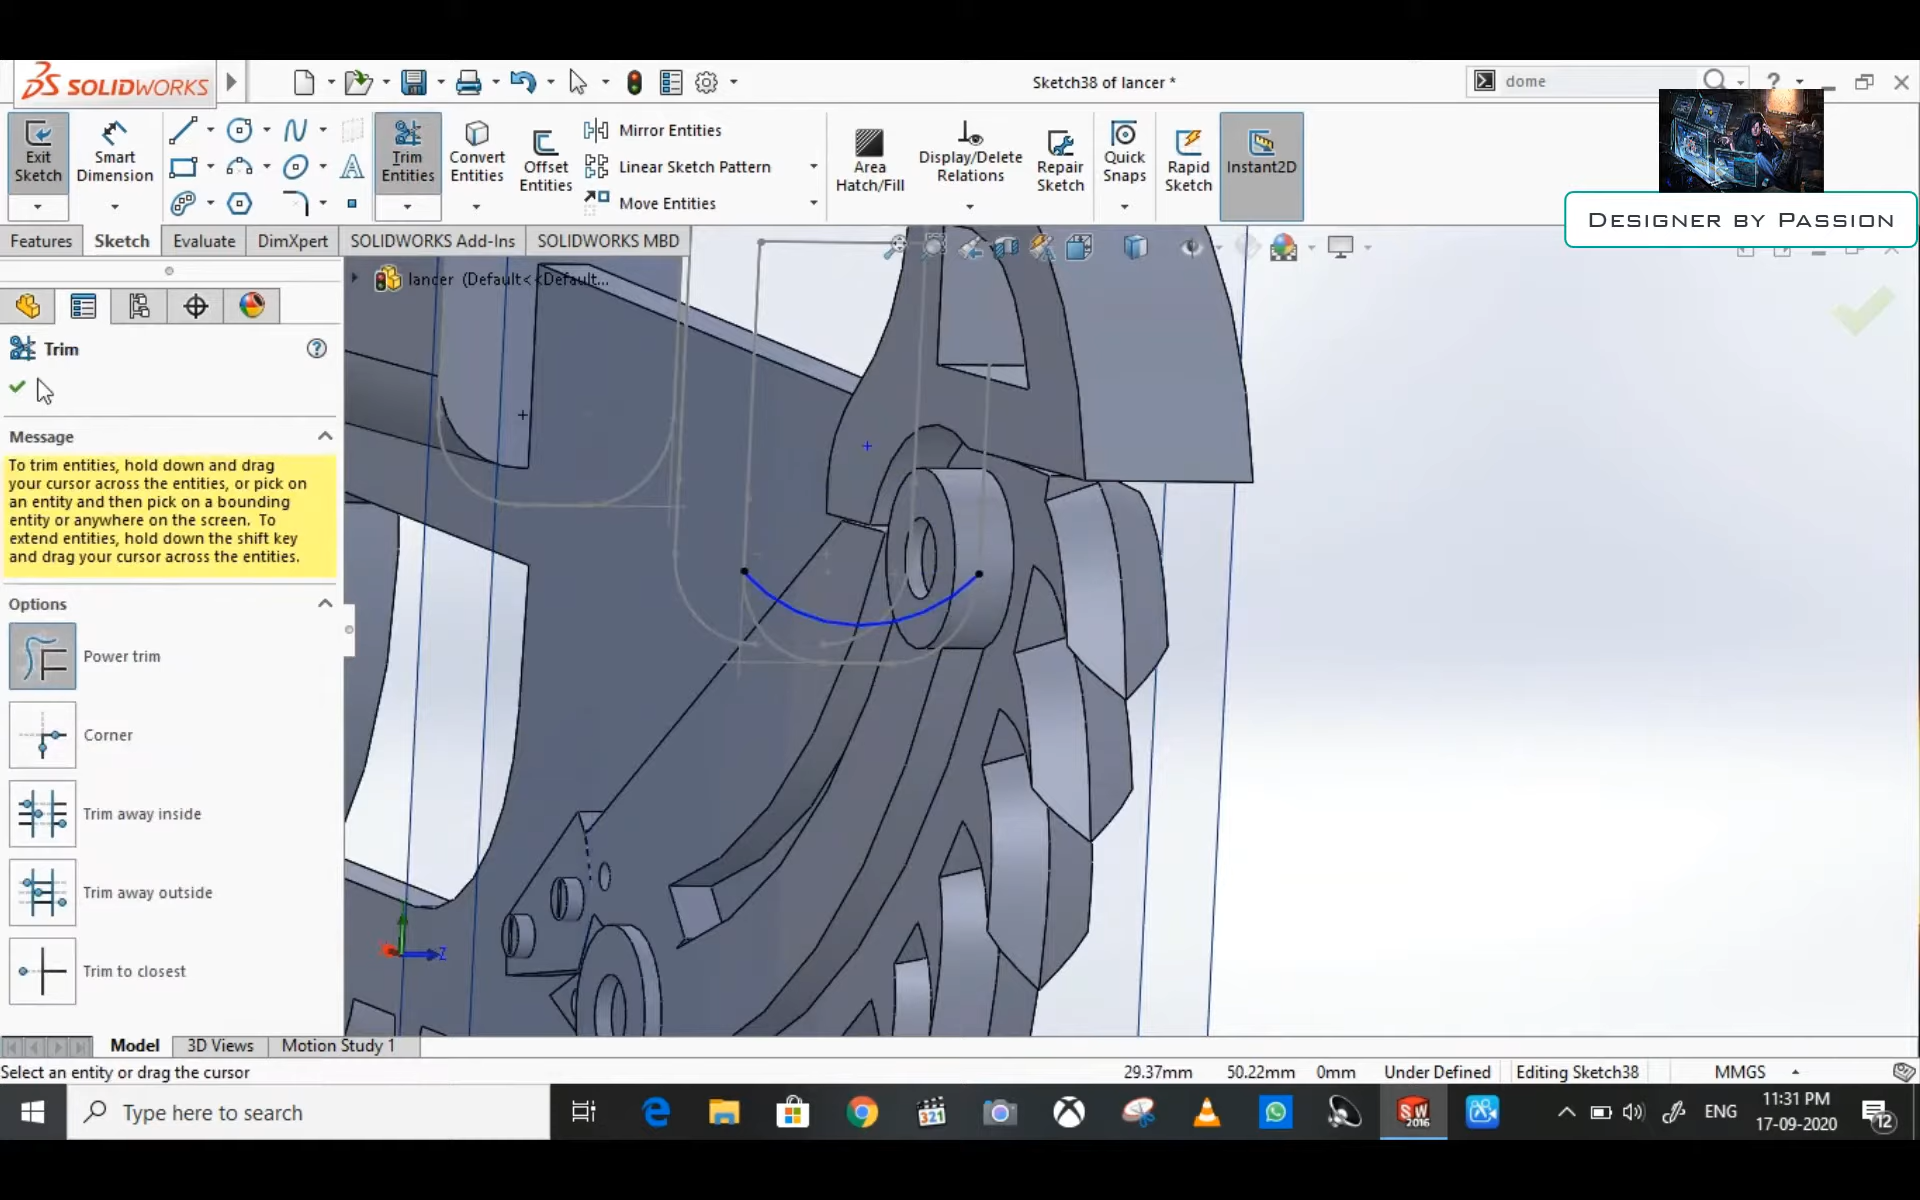 SOLIDWORKS
Sketch38 of lancer *
dome
?
Exit Sketch
Smart Dimension
Trim Entities
Convert Entities
Offset Entities
Mirror Entities
Linear Sketch Pattern
Move Entities
Area Hatch/Fill
Display/Delete Relations
Repair Sketch
Quick Snaps
Rapid Sketch
Instant2D
Designer by Passion
Features
Sketch
Evaluate
DimXpert
SOLIDWORKS Add-Ins
SOLIDWORKS MBD
lancer (Default<<Default...
Trim
?
Message
To trim entities, hold down and drag
your cursor across the entities, or pick on
an entity and then pick on a bounding
entity or anywhere on the screen. To
extend entities, hold down the shift key
and drag your cursor across the entities.
Options
Power trim
Corner
Trim away inside
Trim away outside
Trim to closest
Z
Model
3D Views
Motion Study 1
Select an entity or drag the cursor
29.37mm
50.22mm
0mm
Under Defined
Editing Sketch38
MMGS
Type here to search
321
SW
2016
ENG
11:31 PM
17-09-2020
12